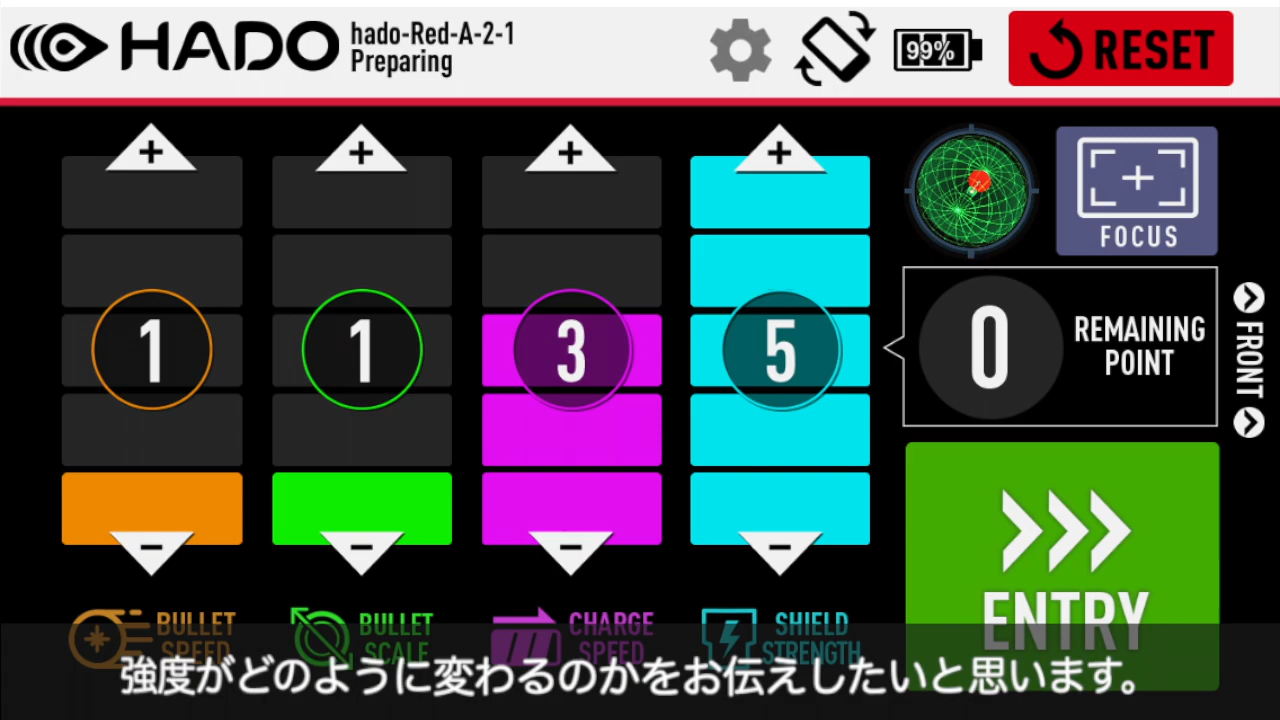 HADO
hado-Red-A-2-1
Preparing
99%
RESET
+
+
+
+
1
1
3
5
-
-
-
-
FOCUS
0
REMAINING
POINT
FRONT
ENTRY
BULLET
SPEED
BULLET
SCALE
CHARGE
SPEED
SHIELD
STRENGTH
強度がどのように変わるのかをお伝えしたいと思います。